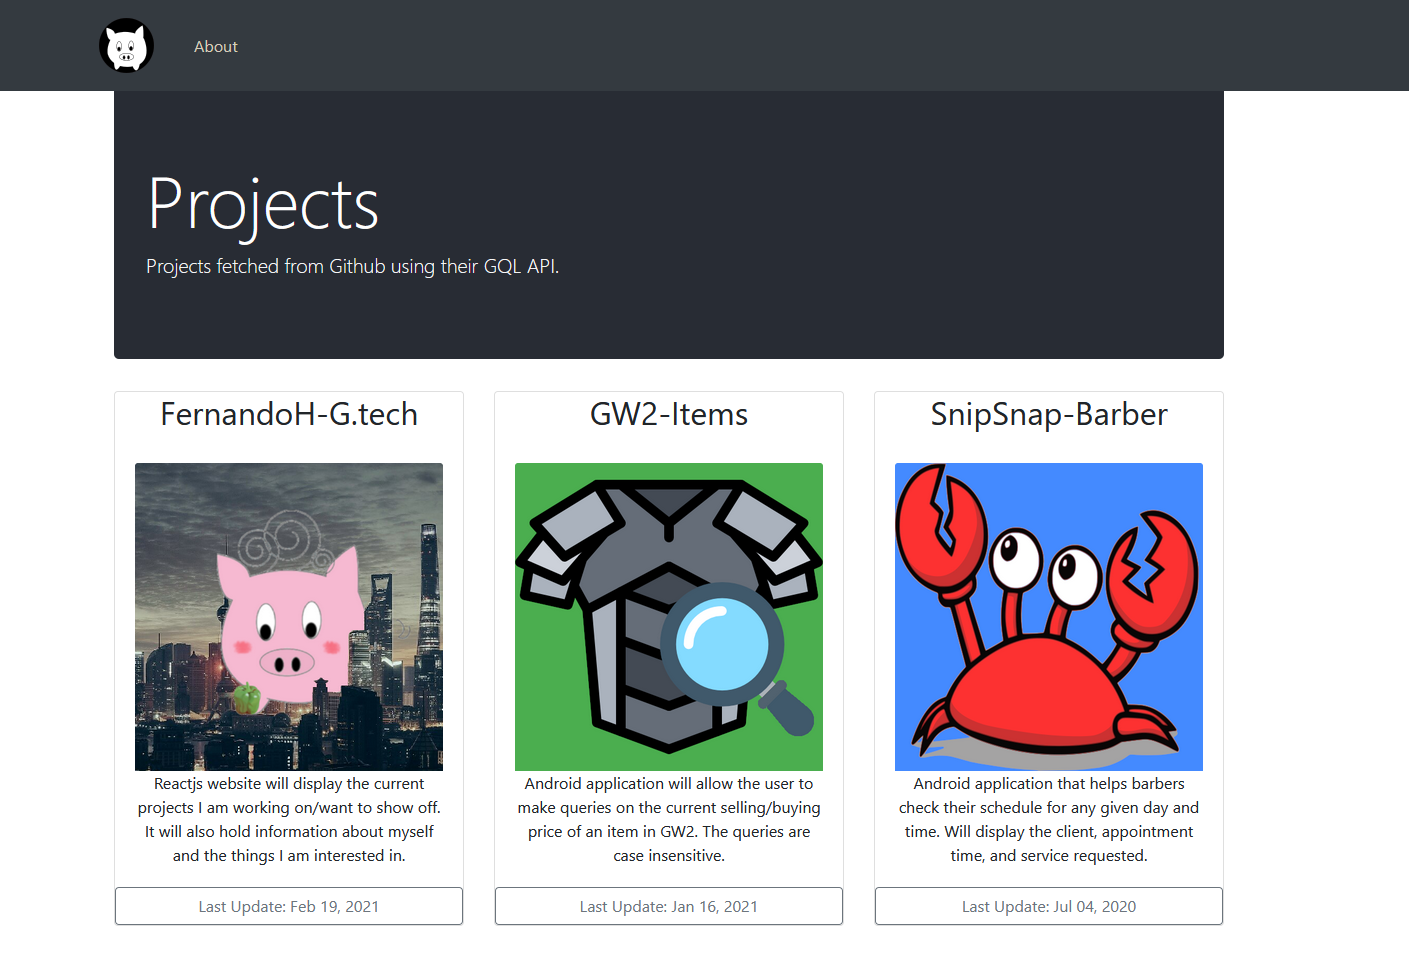 About
Projects
Projects fetched from Github using their GQL API.
FernandoH-G.tech
Reactjs website will display the current
projects I am working on/want to show off.
It will also hold information about myself
and the things I am interested in.
Last Update: Feb 19, 2021
GW2-Items
Android application will allow the user to
make queries on the current selling/buying
price of an item in GW2. The queries are
case insensitive.
Last Update: Jan 16, 2021
SnipSnap-Barber
Android application that helps barbers
check their schedule for any given day and
time. Will display the client, appointment
time, and service requested.
Last Update: Jul 04, 2020